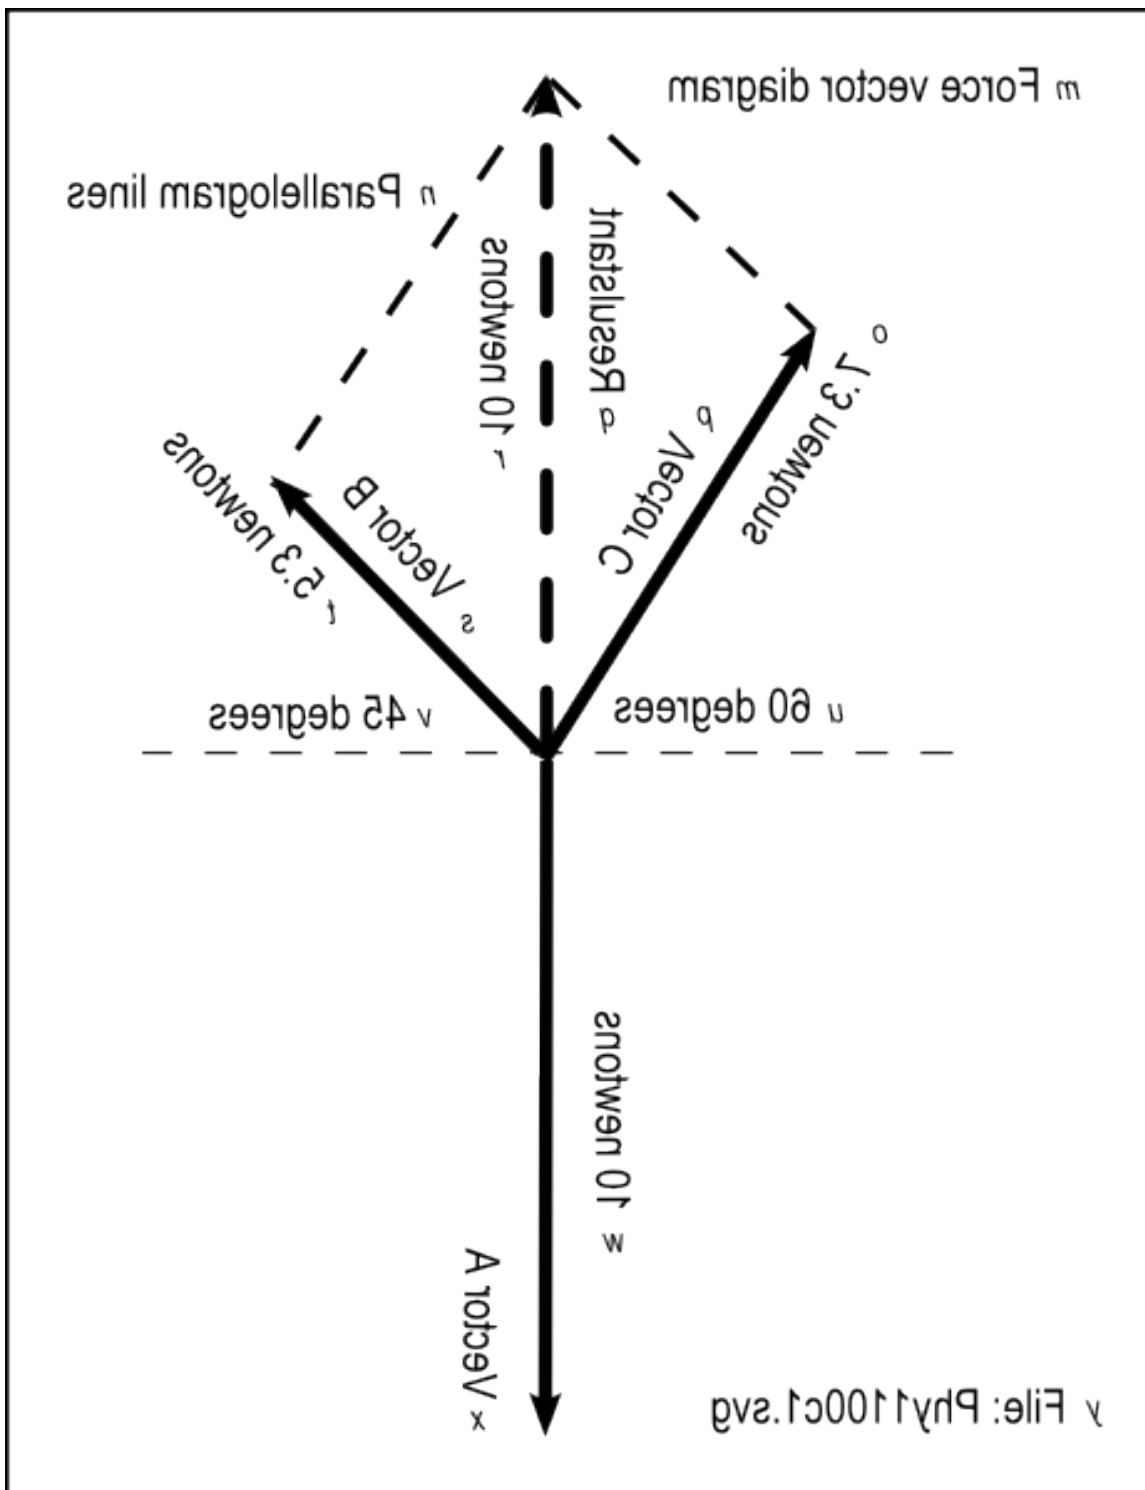 m Force vector diagram
n Parallelogram lines
o 7.3 newtons
p Vector C
q Resulstant
r 10 newtons
s Vector B
t 5.3 newtons
u 60 degrees
v 45 degrees
w 10 newtons
x Vector A
y File: Phy1100c1.svg